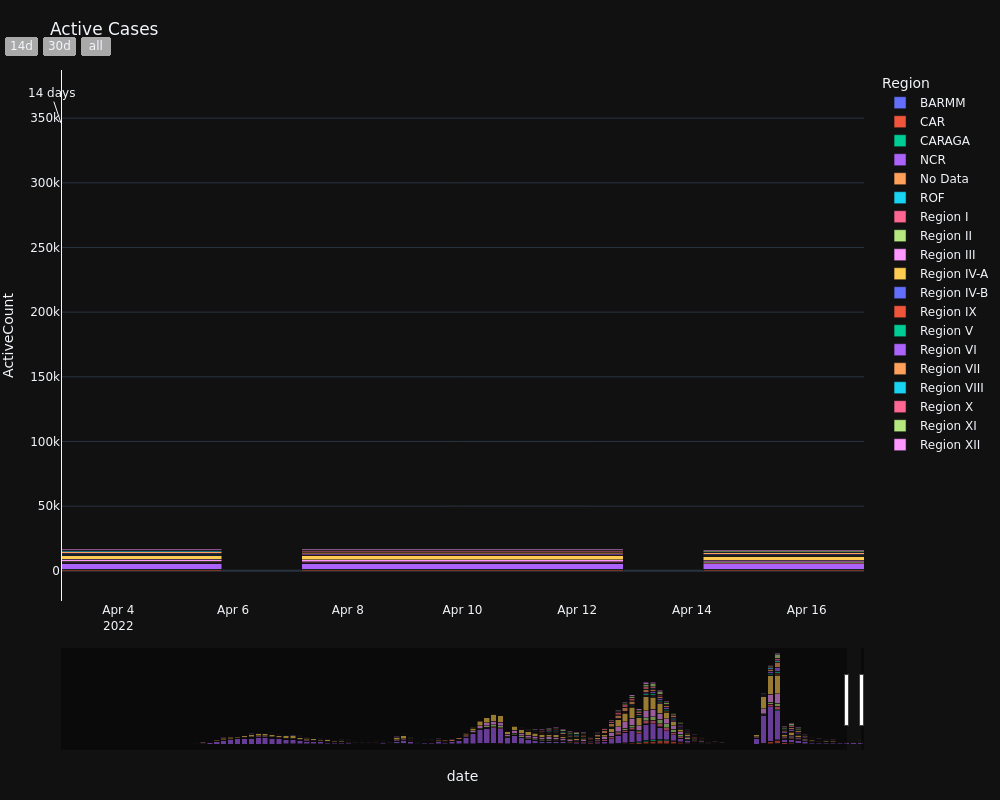 Active Cases
14d 30d all
14 days
350k
300k
250k
200k
150k
100k
50k
0
ActiveCount
Apr 4 Apr 6 Apr 8 Apr 10 Apr 12 Apr 14 Apr 16
2022
date
Region
BARMM
CAR
CARAGA
NCR
No Data
ROF
Region I
Region II
Region III
Region IV-A
Region IV-B
Region IX
Region V
Region VI
Region VII
Region VIII
Region X
Region XI
Region XII